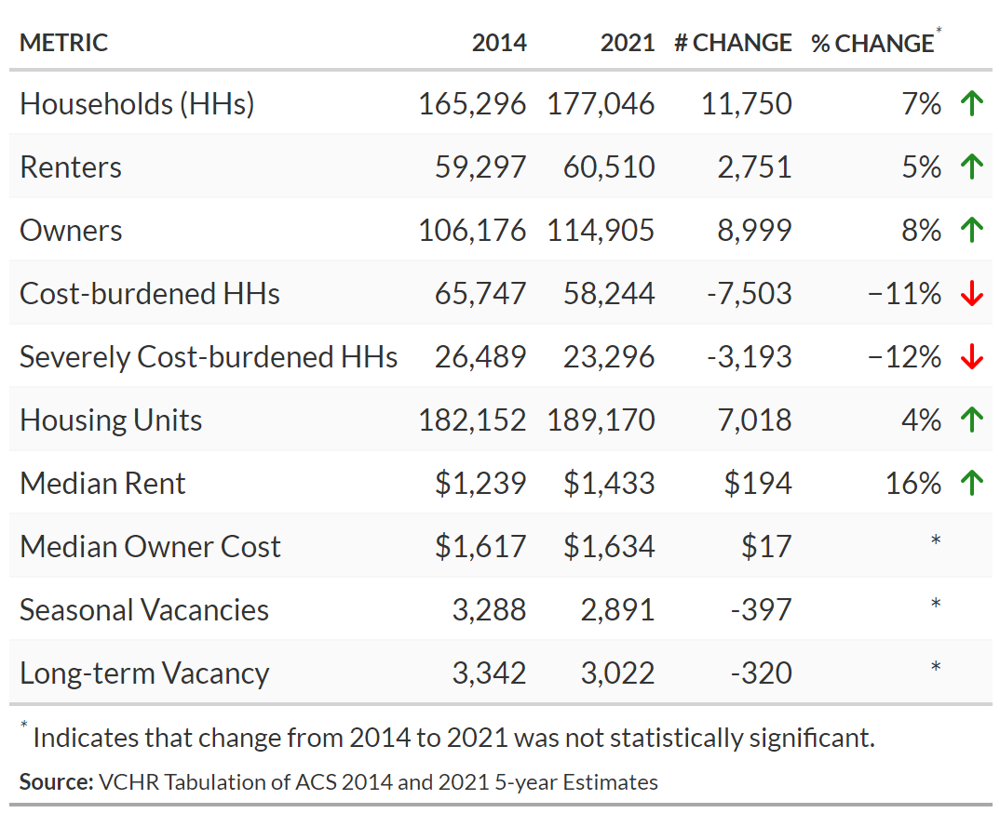 METRIC 2014 2021 # CHANGE % CHANGE*
Households (HHs) 165,296 177,046 11,750 7% ↑
Renters 59,297 60,510 2,751 5% ↑
Owners 106,176 114,905 8,999 8% ↑
Cost-burdened HHs 65,747 58,244 -7,503 −11% ↓
Severely Cost-burdened HHs 26,489 23,296 -3,193 −12% ↓
Housing Units 182,152 189,170 7,018 4% ↑
Median Rent $1,239 $1,433 $194 16% ↑
Median Owner Cost $1,617 $1,634 $17 *
Seasonal Vacancies 3,288 2,891 -397 *
Long-term Vacancy 3,342 3,022 -320 *
* Indicates that change from 2014 to 2021 was not statistically significant.
Source: VCHR Tabulation of ACS 2014 and 2021 5-year Estimates